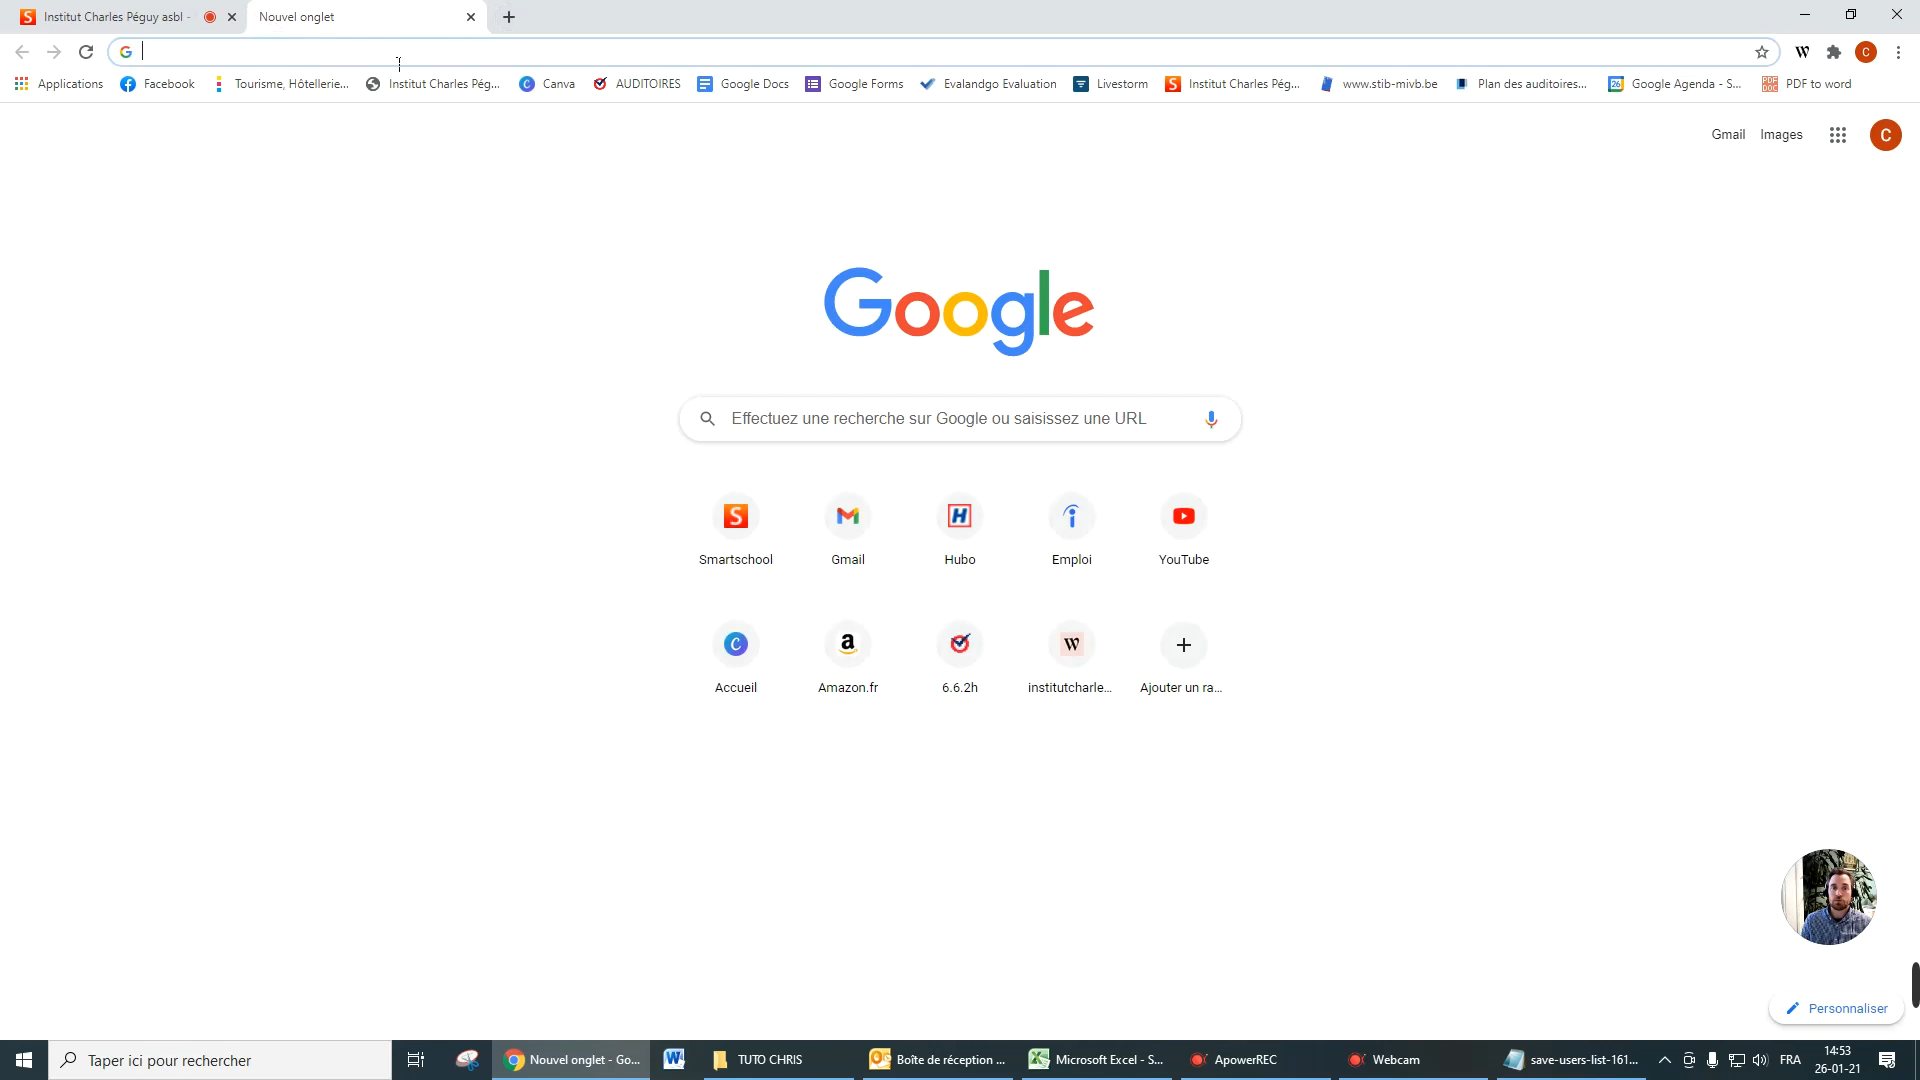 Institut Charles Péguy asbl -
Nouvel onglet
Applications
Facebook
Tourisme, Hôtellerie...
Institut Charles Pég...
Canva
AUDITOIRES
Google Docs
Google Forms
Evalandgo Evaluation
Livestorm
Institut Charles Pég...
www.stib-mivb.be
Plan des auditoires...
Google Agenda - S...
PDF to word
Gmail
Images
C
Google
Effectuez une recherche sur Google ou saisissez une URL
Smartschool
Gmail
Hubo
Emploi
YouTube
Accueil
Amazon.fr
6.6.2h
institutcharle...
Ajouter un ra...
Personnaliser
Taper ici pour rechercher
Nouvel onglet - Go...
TUTO CHRIS
Boîte de réception ...
Microsoft Excel - S...
ApowerREC
Webcam
save-users-list-161...
FRA
14:53
26-01-21